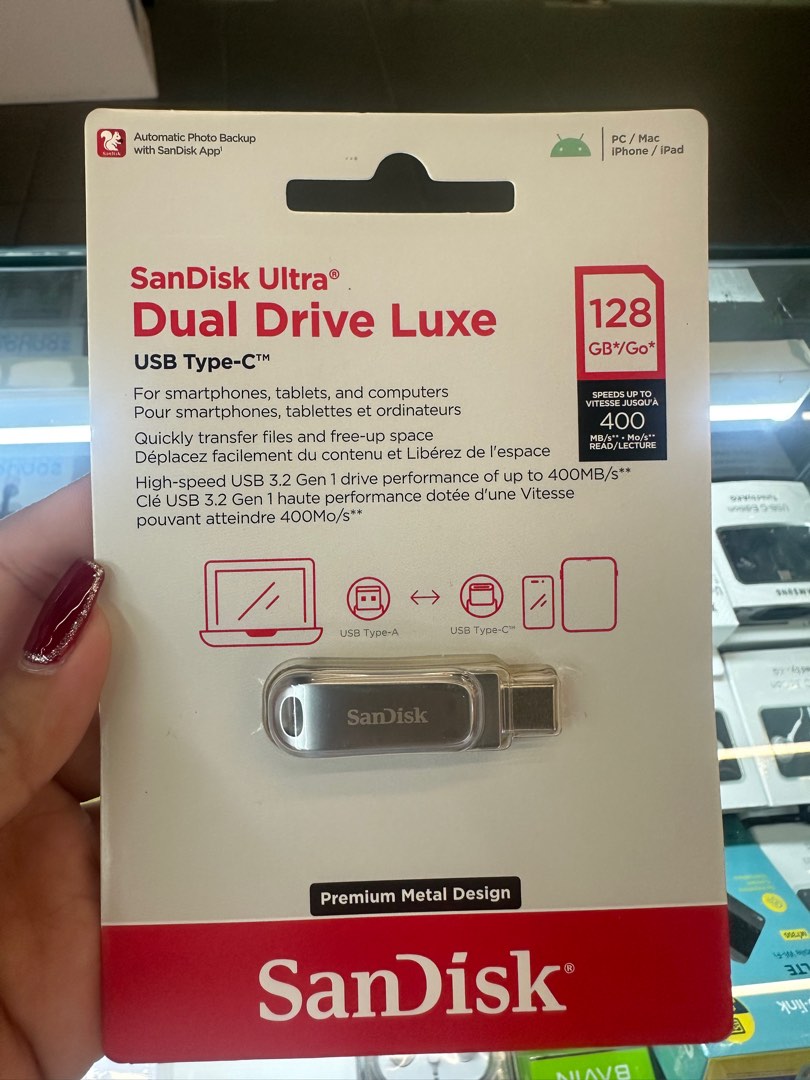 SanDisk
Automatic Photo Backup
with SanDisk App¹
PC / Mac
iPhone / iPad
SanDisk Ultra®
Dual Drive Luxe
USB Type-C™
128
GB*/Go*
SPEEDS UP TO
VITESSE JUSQU'À
400
MB/s** • Mo/s**
READ/LECTURE
For smartphones, tablets, and computers
Pour smartphones, tablettes et ordinateurs
Quickly transfer files and free-up space
Déplacez facilement du contenu et Libérez de l'espace
High-speed USB 3.2 Gen 1 drive performance of up to 400MB/s**
Clé USB 3.2 Gen 1 haute performance dotée d'une Vitesse
pouvant atteindre 400Mo/s**
USB Type-A
USB Type-C™
SanDisk
Premium Metal Design
SanDisk®
SAMSUNG
LTE
BAVIN